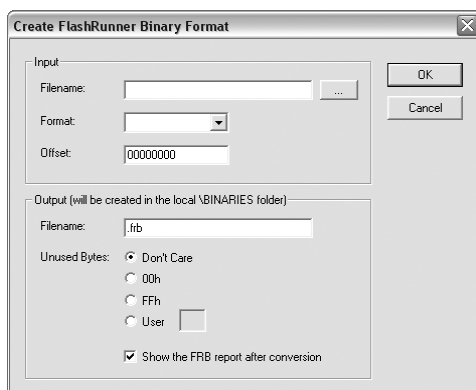 Create FlashRunner Binary Format
Input
Filename:
...
Format:
Offset:
00000000
OK
Cancel
Output (will be created in the local \BINARIES folder)
Filename:
.frb
Unused Bytes:
Don't Care
00h
FFh
User
Show the FRB report after conversion